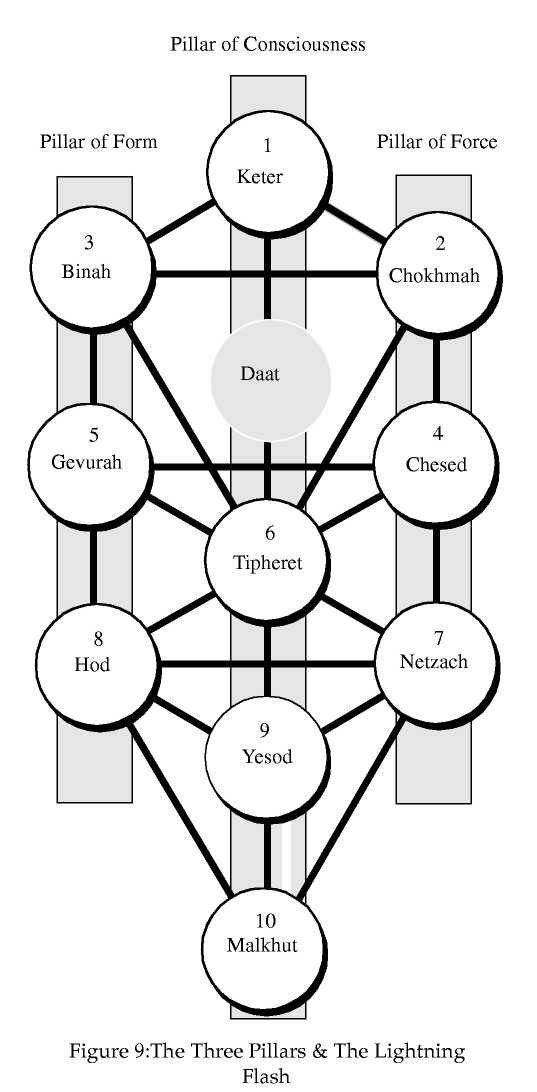 Pillar of Consciousness
Pillar of Form
Pillar of Force
1
Keter
3
Binah
2
Chokhmah
Daat
5
Gevurah
4
Chesed
6
Tipheret
8
Hod
7
Netzach
9
Yesod
10
Malkhut
Figure 9:The Three Pillars & The Lightning
Flash